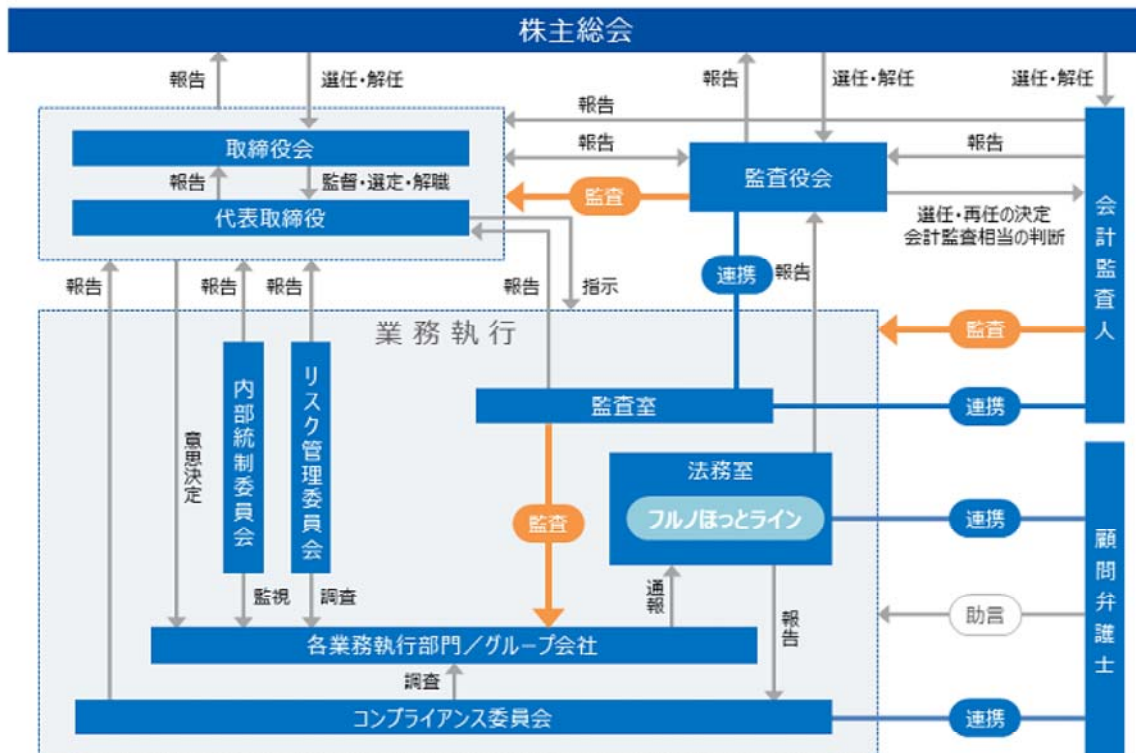 株主総会
報告
選任・解任
報告
選任・解任
選任・解任
報告
取締役会
報告
監督・選定・解職
代表取締役
報告
監査
監査役会
報告
選任・再任の決定
会計監査相当の判断
会計監査人
報告
報告
報告
報告
指示
連携
報告
業務執行
監査
内部統制委員会
リスク管理委員会
監査室
連携
意思決定
法務室
フルノほっとライン
連携
監査
顧問弁護士
監視
調査
通報
報告
助言
各業務執行部門／グループ会社
調査
コンプライアンス委員会
連携